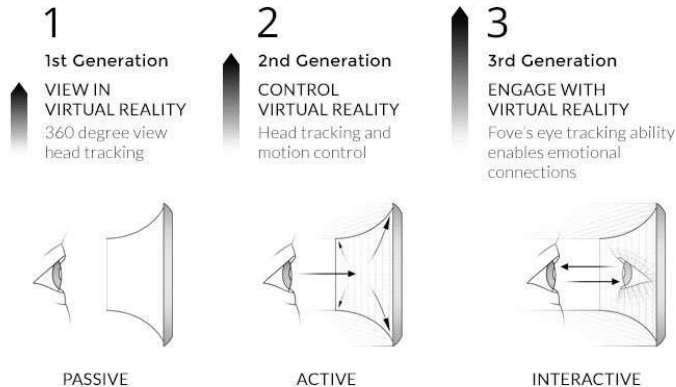 1
1st Generation
VIEW IN
VIRTUAL REALITY
360 degree view
head tracking
PASSIVE
2
2nd Generation
CONTROL
VIRTUAL REALITY
Head tracking and
motion control
ACTIVE
3
3rd Generation
ENGAGE WITH
VIRTUAL REALITY
Fove's eye tracking ability
enables emotional
connections
INTERACTIVE